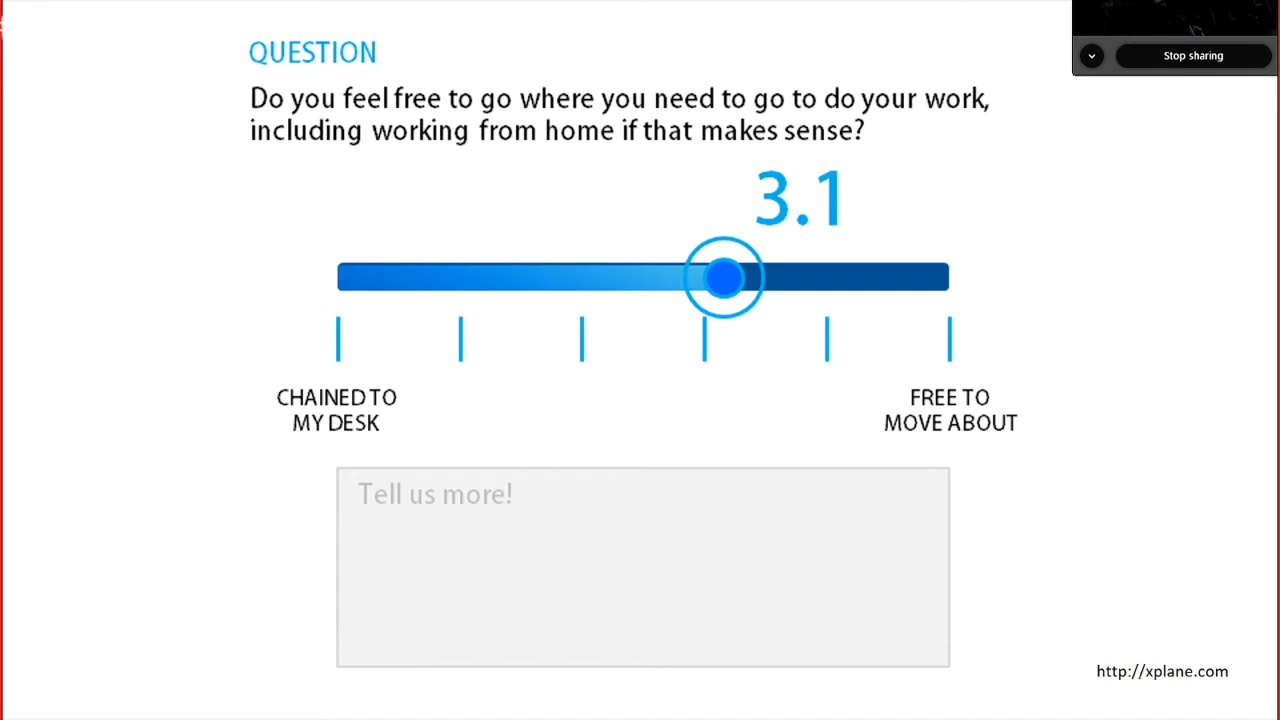 Stop sharing
QUESTION
Do you feel free to go where you need to go to do your work,
including working from home if that makes sense?
3.1
CHAINED TO
MY DESK
FREE TO
MOVE ABOUT
Tell us more!
http://xplane.com